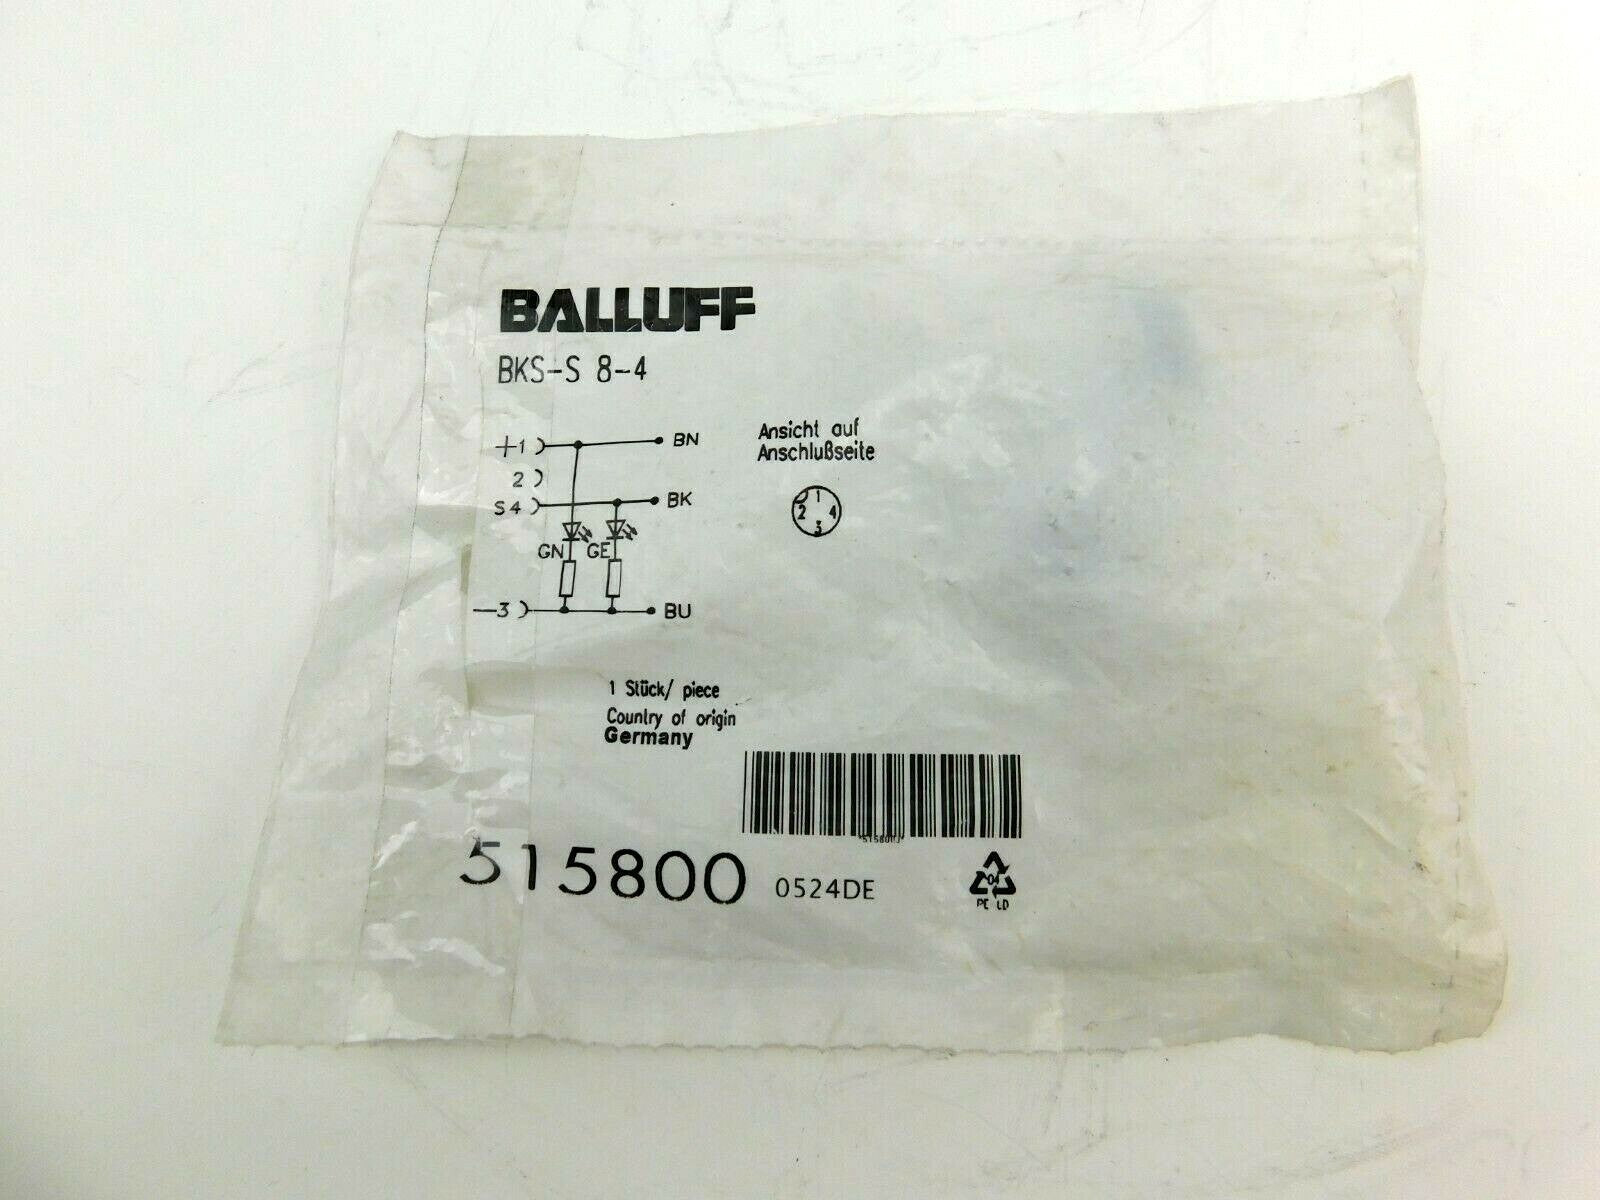 BALLUFF
BKS-S 8-4
+1 BN
2
S4 BK
GN GE
-3 BU
Ansicht auf
Anschlußseite
1
2 4
3
1 Stück/ piece
Country of origin
Germany
515800 0524DE
04
PE LD